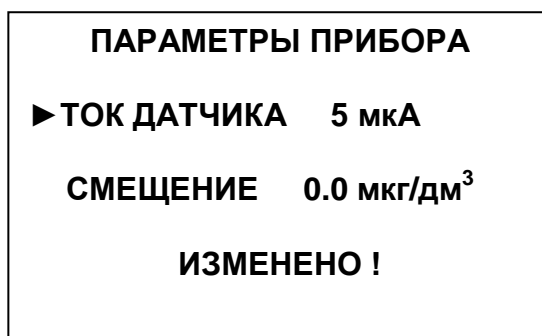 ПАРАМЕТРЫ ПРИБОРА
►ТОК ДАТЧИКА 5 мкА
СМЕЩЕНИЕ 0.0 мкг/дм³
ИЗМЕНЕНО !